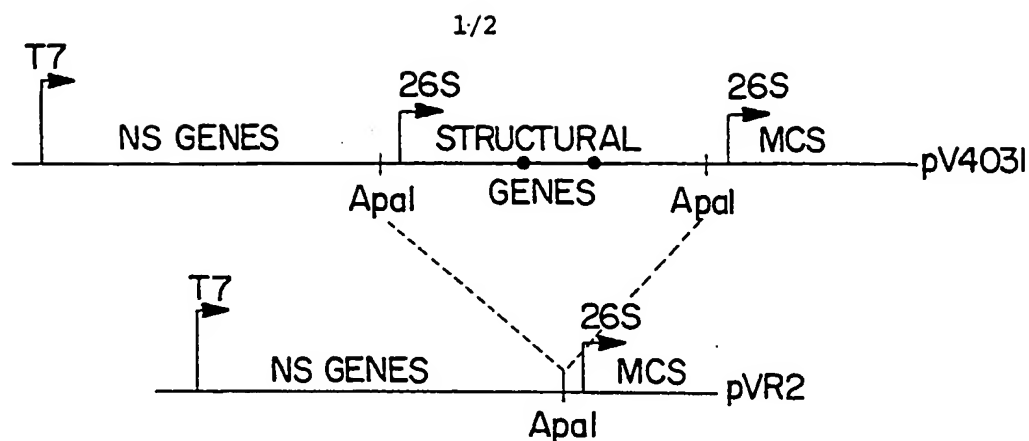 1/2
T7
26S
26S
NS GENES
STRUCTURAL
MCS
pV4031
GENES
ApaI
ApaI
T7
26S
NS GENES
MCS
pVR2
ApaI